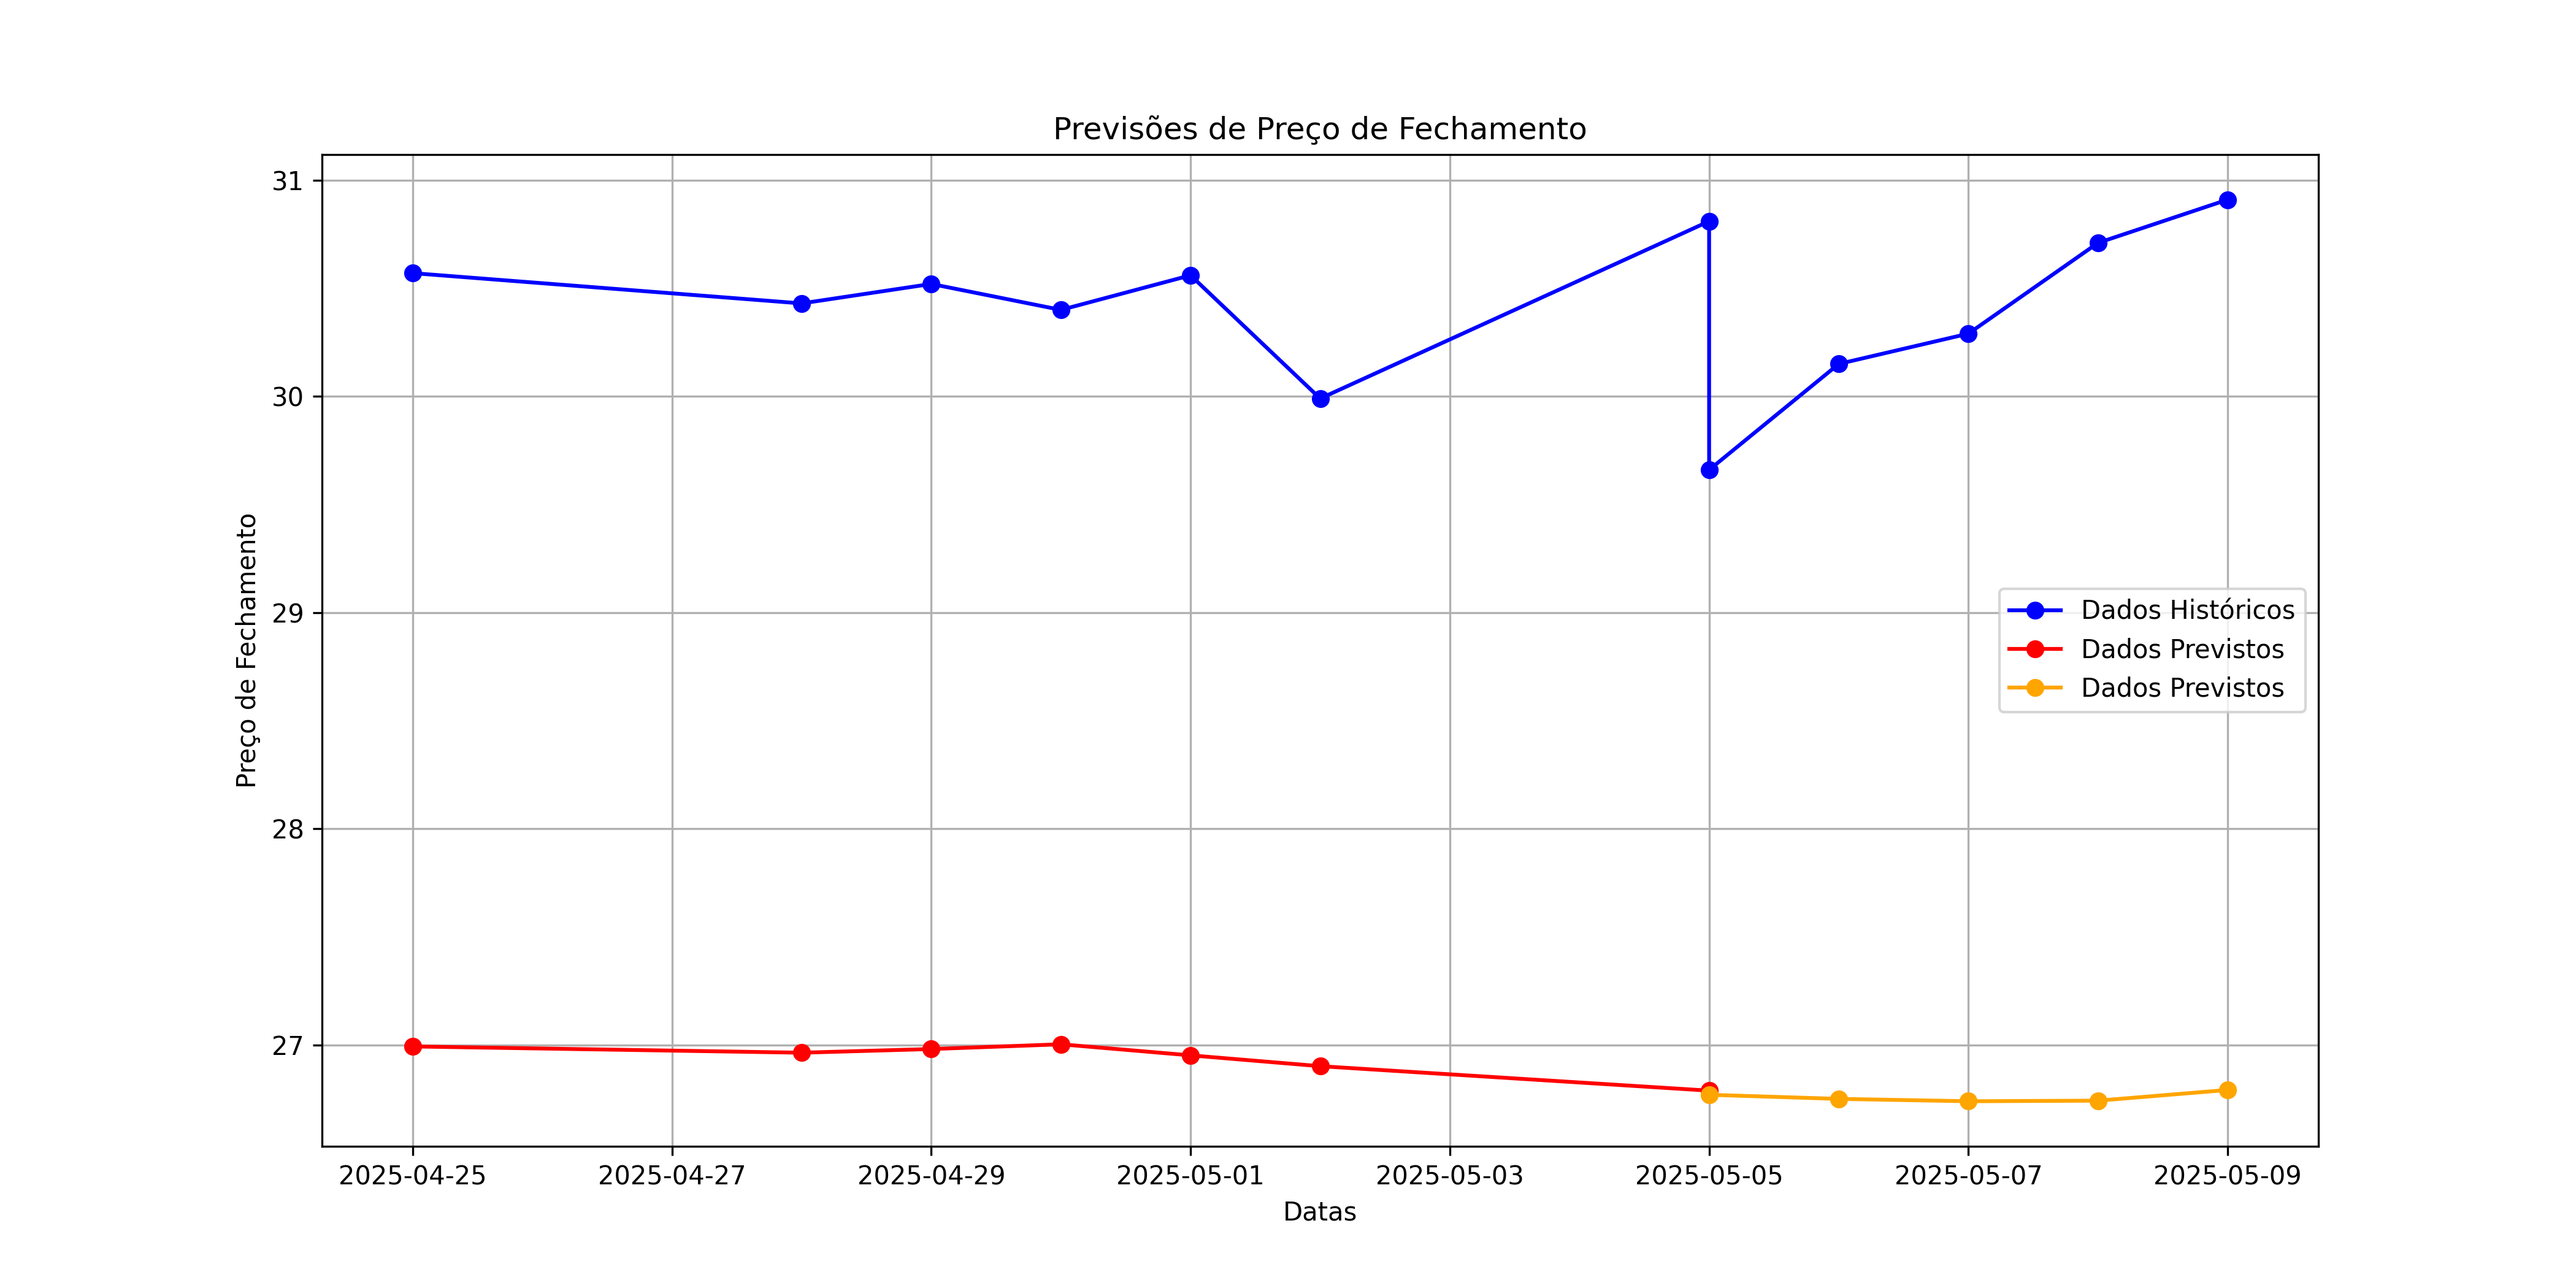 Previsões de Preço de Fechamento
31
30
29
28
27
Preço de Fechamento
Dados Históricos
Dados Previstos
Dados Previstos
2025-04-25 2025-04-27 2025-04-29 2025-05-01 2025-05-03 2025-05-05 2025-05-07 2025-05-09
Datas